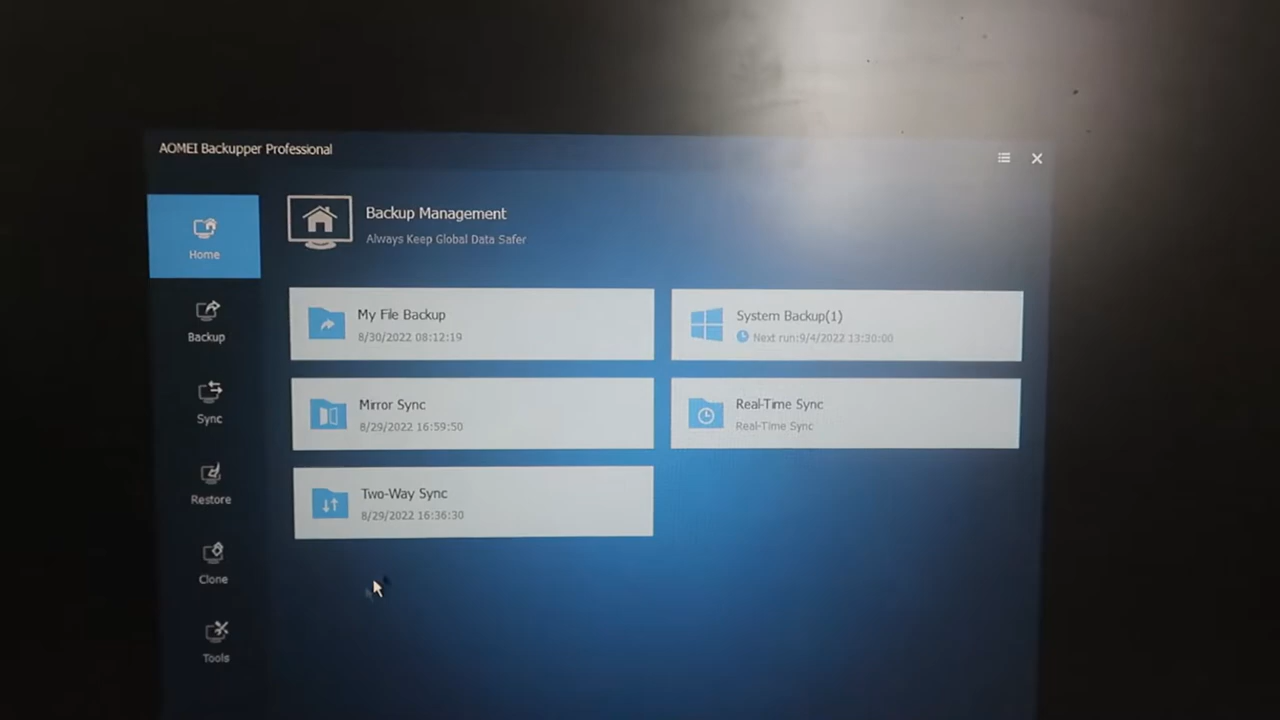 AOMEI Backupper Professional
Home
Backup
Sync
Restore
Clone
Tools
Backup Management
Always Keep Global Data Safer
My File Backup
8/30/2022 08:12:19
System Backup(1)
Next run:9/4/2022 13:30:00
Mirror Sync
8/29/2022 16:59:50
Real-Time Sync
Real-Time Sync
Two-Way Sync
8/29/2022 16:36:30